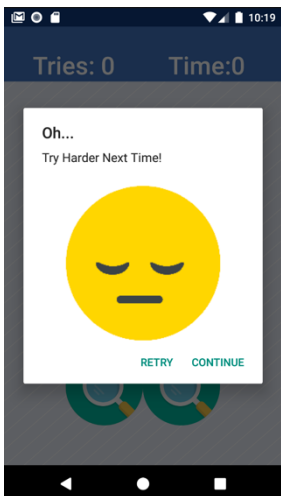 10:19
Tries: 0 Time:0
Oh...
Try Harder Next Time!
RETRY CONTINUE